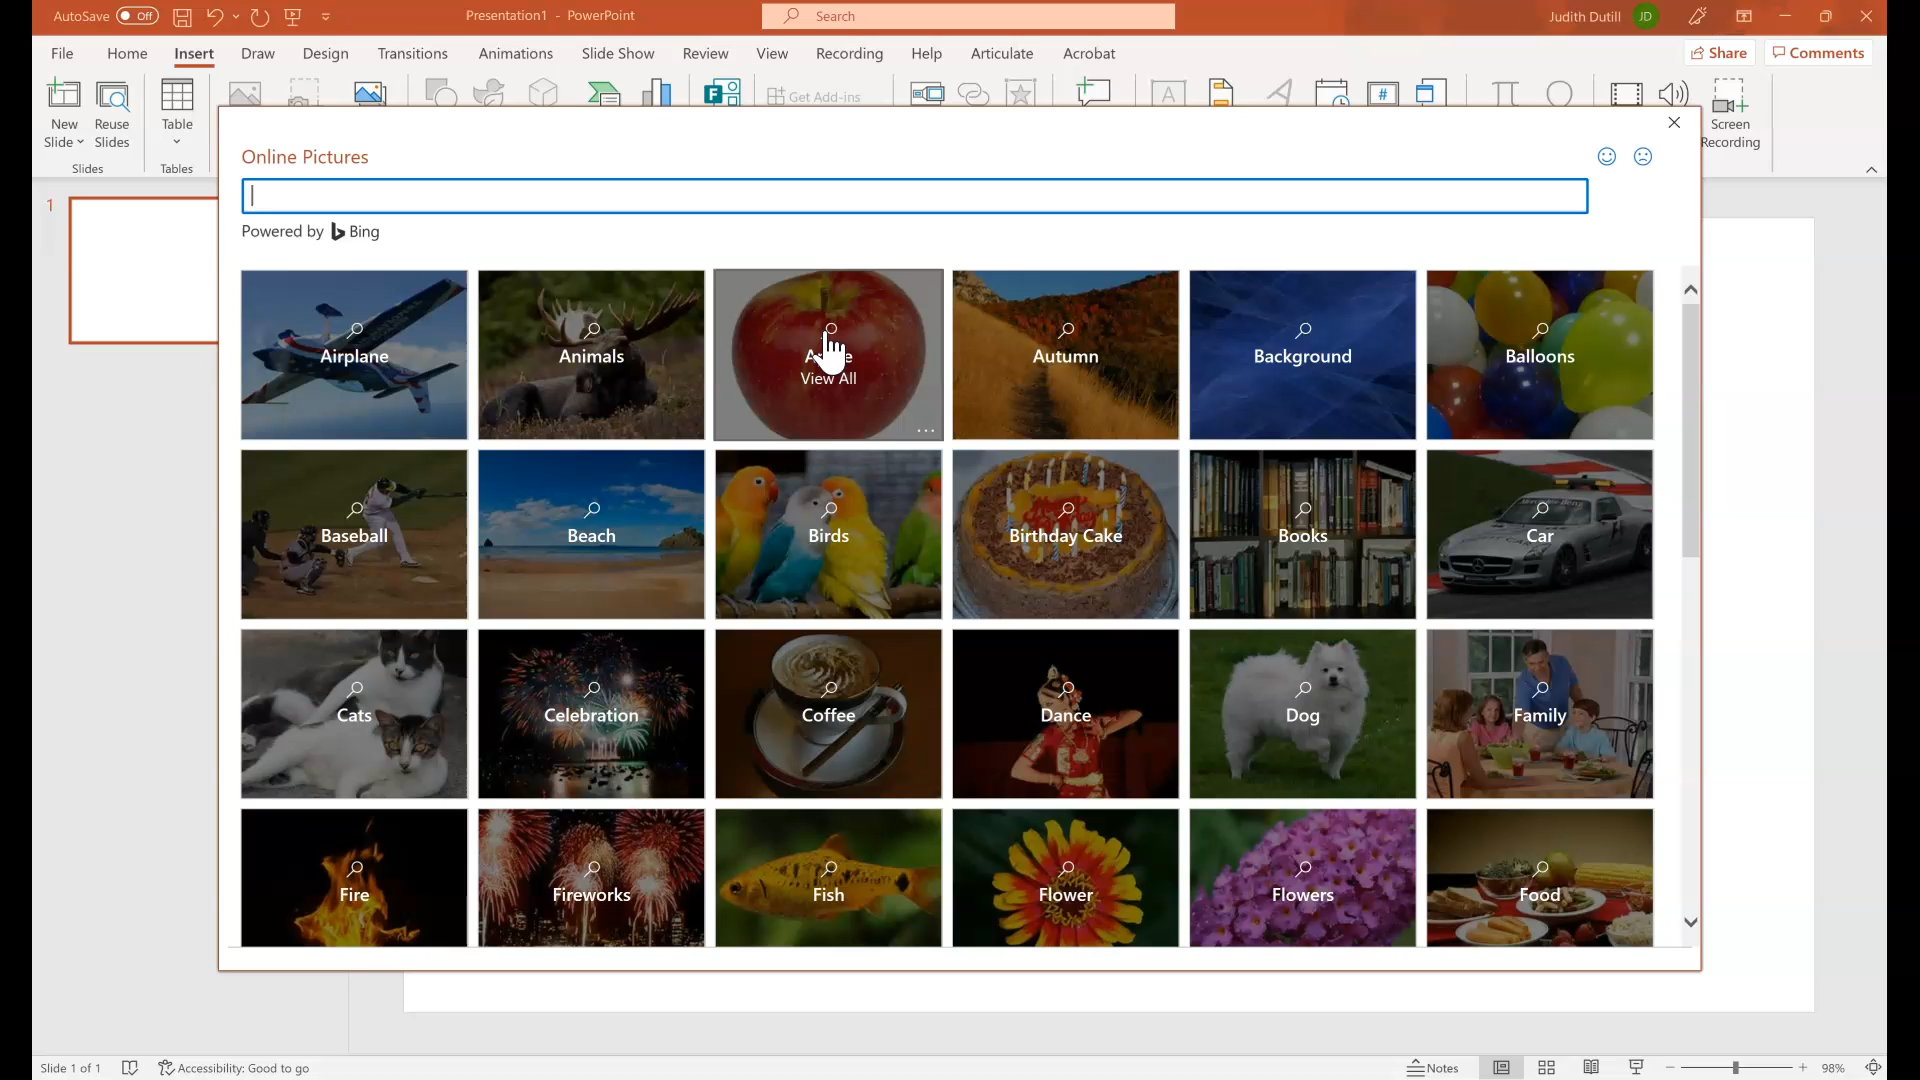 AutoSave Off
Presentation1 - PowerPoint
Search
Judith Dutill JD
File Home Insert Draw Design Transitions Animations Slide Show Review View Recording Help Articulate Acrobat
Share Comments
New Slide
Reuse Slides
Table
Get Add-ins
Screen Recording
Slides
Tables
Online Pictures
Powered by Bing
1
Airplane
Animals
View All
...
Autumn
Background
Balloons
Baseball
Beach
Birds
Birthday Cake
Books
Car
Cats
Celebration
Coffee
Dance
Dog
Family
Fire
Fireworks
Fish
Flower
Flowers
Food
Slide 1 of 1
Accessibility: Good to go
Notes
98%